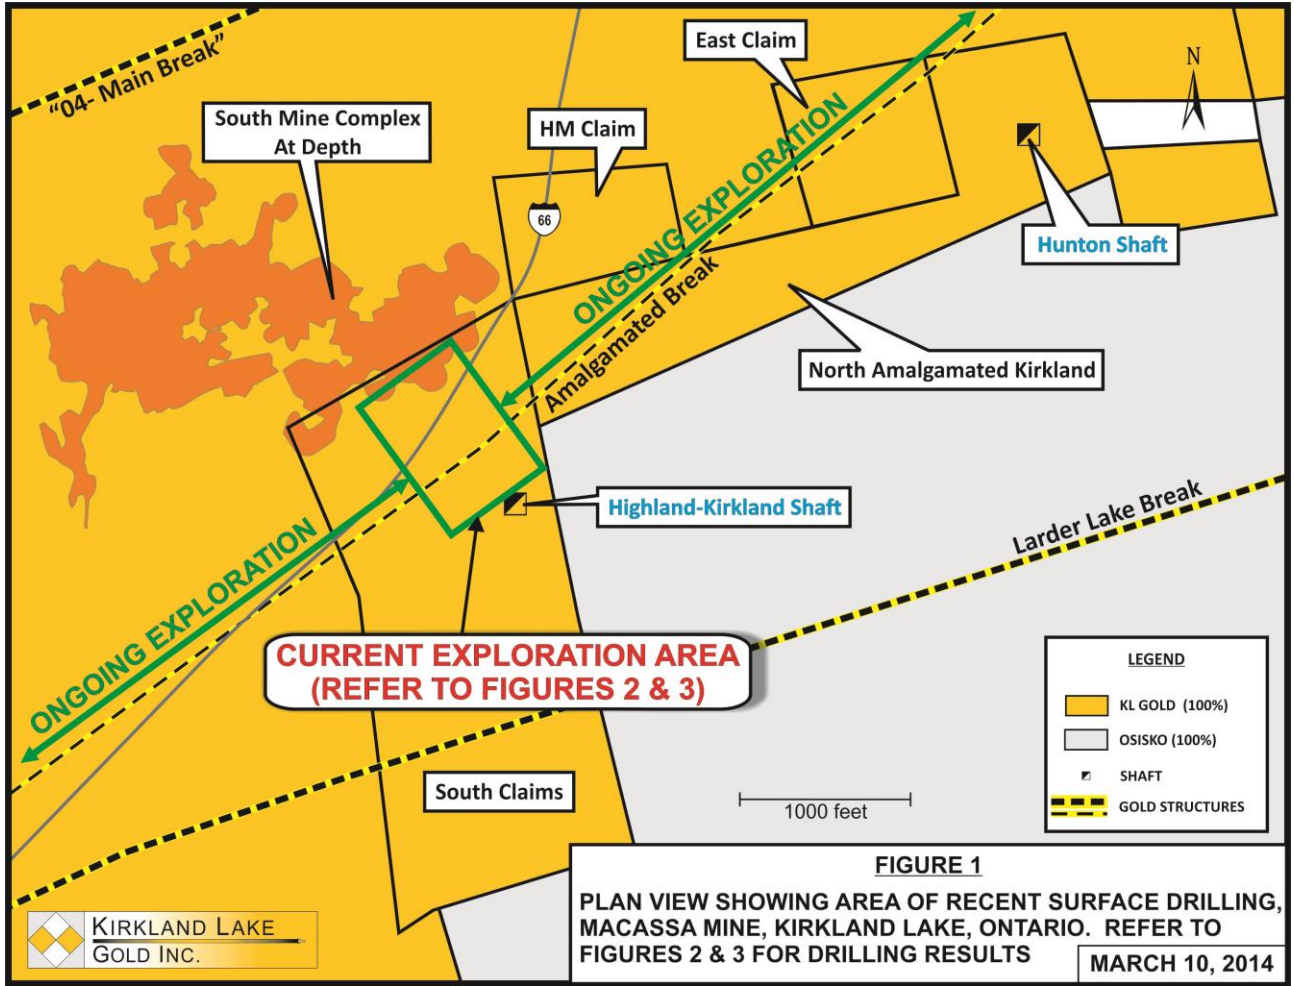 "04- Main Break"
East Claim
N
South Mine Complex
At Depth
HM Claim
66
ONGOING EXPLORATION
Hunton Shaft
Amalgamated Break
North Amalgamated Kirkland
Highland-Kirkland Shaft
Larder Lake Break
ONGOING EXPLORATION
CURRENT EXPLORATION AREA
(REFER TO FIGURES 2 & 3)
LEGEND
KL GOLD (100%)
OSISKO (100%)
SHAFT
GOLD STRUCTURES
South Claims
1000 feet
FIGURE 1
PLAN VIEW SHOWING AREA OF RECENT SURFACE DRILLING,
MACASSA MINE, KIRKLAND LAKE, ONTARIO. REFER TO
FIGURES 2 & 3 FOR DRILLING RESULTS
MARCH 10, 2014
KIRKLAND LAKE
GOLD INC.